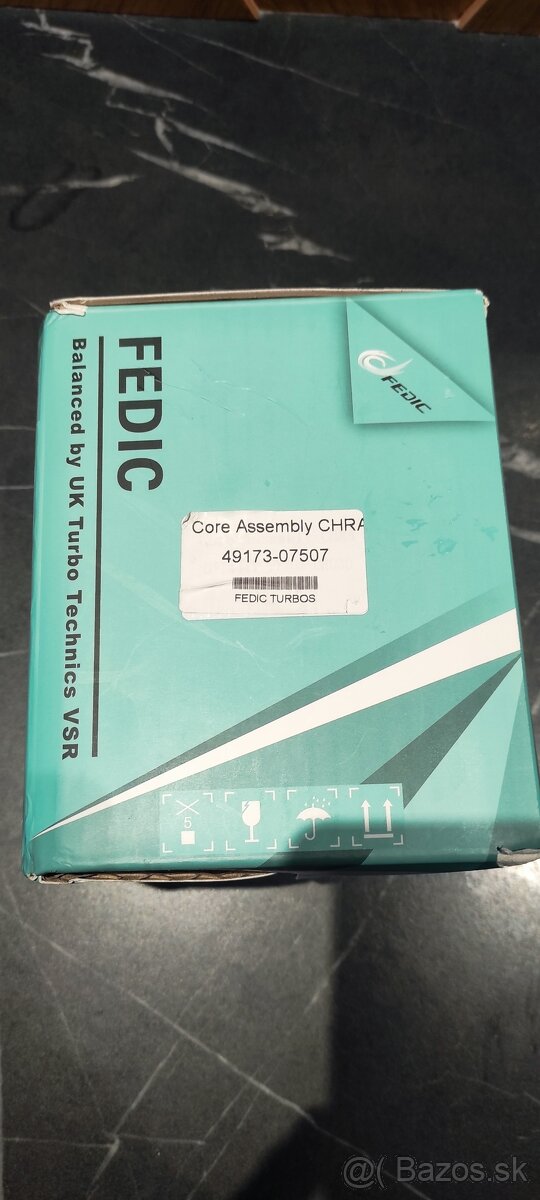 FEDIC
FEDIC
Balanced by UK Turbo Technics VSR
Core Assembly CHRA
49173-07507
FEDIC TURBOS
5
@( Bazos.sk